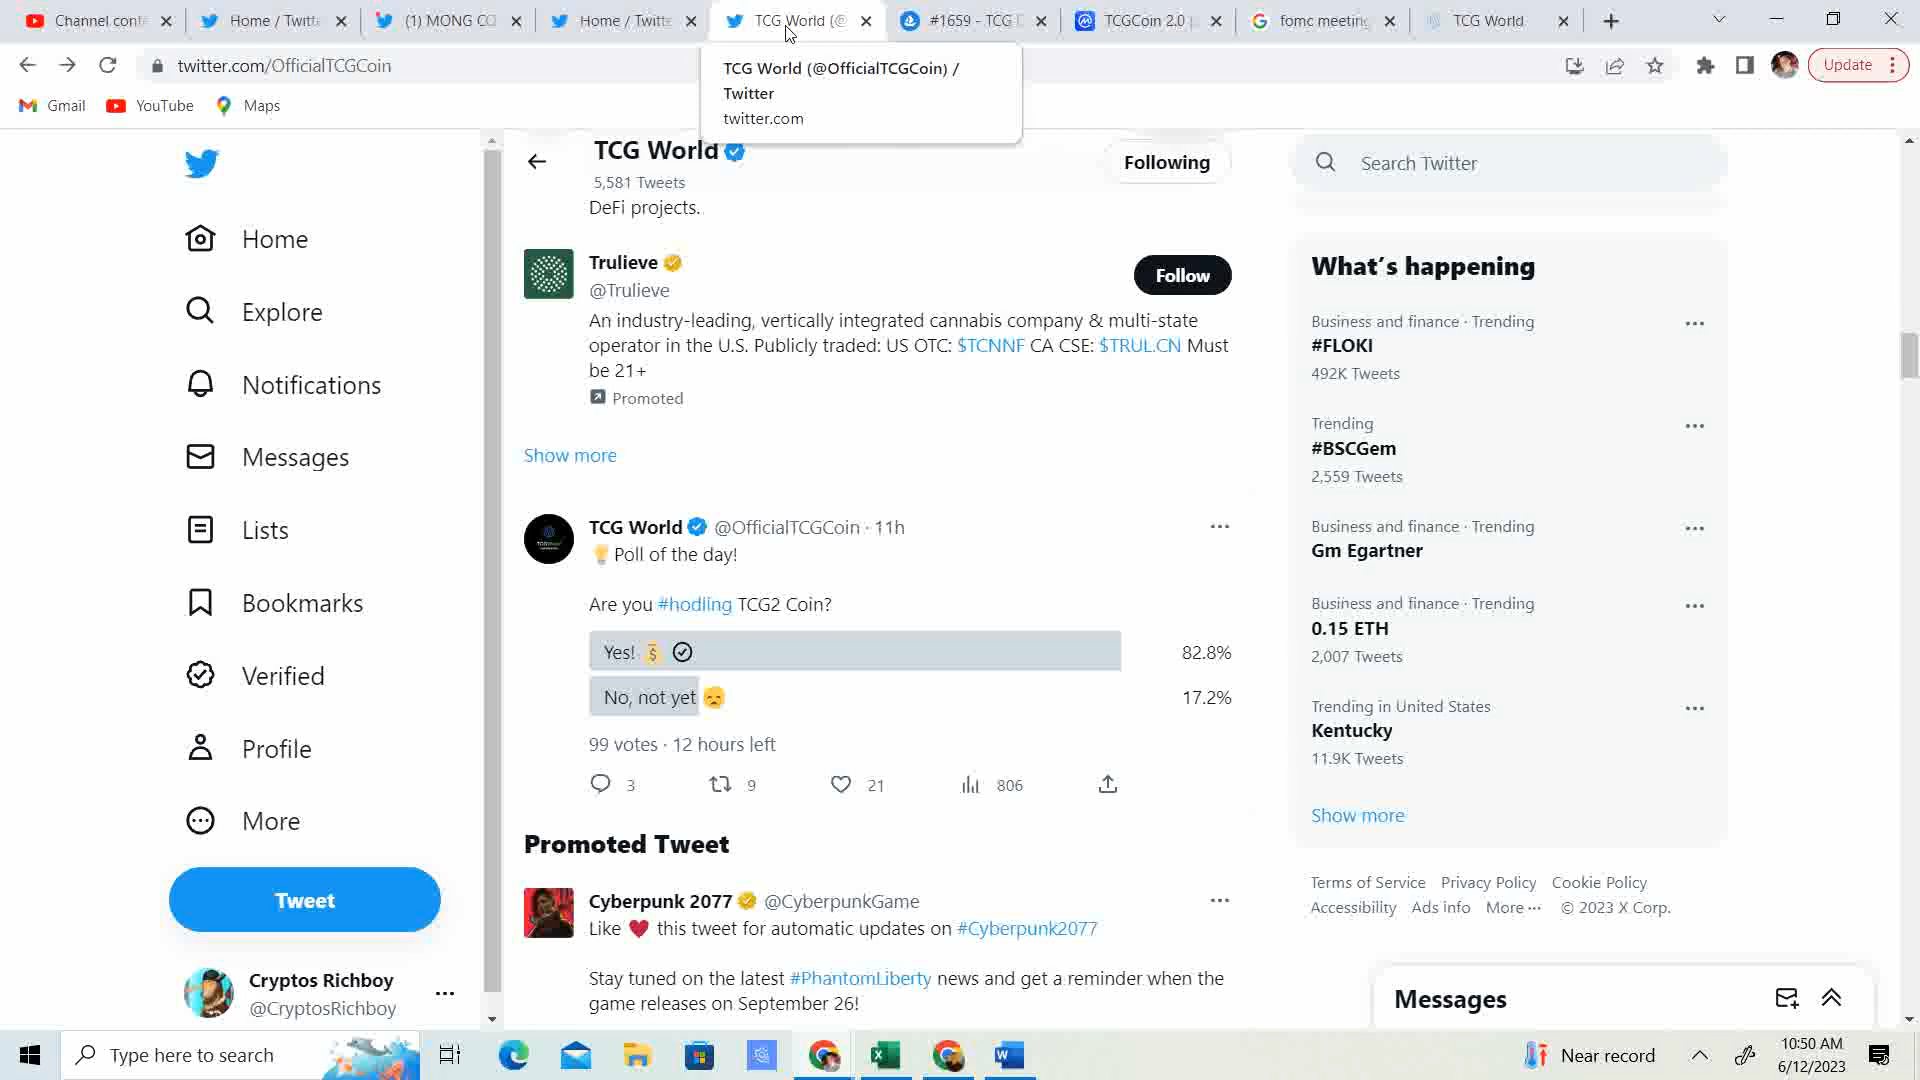 Channel cont
Home / Twitte
(1) MONG CO
Home / Twitte
TCG World (@
#1659 - TCG
TCGCoin 2.0
fomc meeting
TCG World
twitter.com/OfficialTCGCoin
Update
Gmail
YouTube
Maps
TCG World (@OfficialTCGCoin) /
Twitter
twitter.com
Home
Explore
Notifications
Messages
Lists
Bookmarks
Verified
Profile
More
Tweet
Cryptos Richboy
@CryptosRichboy
TCG World
5,581 Tweets
Following
DeFi projects.
Trulieve
@Trulieve
Follow
An industry-leading, vertically integrated cannabis company & multi-state
operator in the U.S. Publicly traded: US OTC: $TCNNF CA CSE: $TRUL.CN Must
be 21+
Promoted
Show more
TCG World @OfficialTCGCoin · 11h
💡Poll of the day!
Are you #hodling TCG2 Coin?
Yes! 💰 82.8%
No, not yet 😞 17.2%
99 votes · 12 hours left
3 9 21 806
Promoted Tweet
Cyberpunk 2077 @CyberpunkGame
Like ♥ this tweet for automatic updates on #Cyberpunk2077
Stay tuned on the latest #PhantomLiberty news and get a reminder when the
game releases on September 26!
Search Twitter
What's happening
Business and finance · Trending
#FLOKI
492K Tweets
Trending
#BSCGem
2,559 Tweets
Business and finance · Trending
Gm Egartner
Business and finance · Trending
0.15 ETH
2,007 Tweets
Trending in United States
Kentucky
11.9K Tweets
Show more
Terms of Service Privacy Policy Cookie Policy
Accessibility Ads info More ··· © 2023 X Corp.
Messages
Type here to search
Near record
10:50 AM
6/12/2023